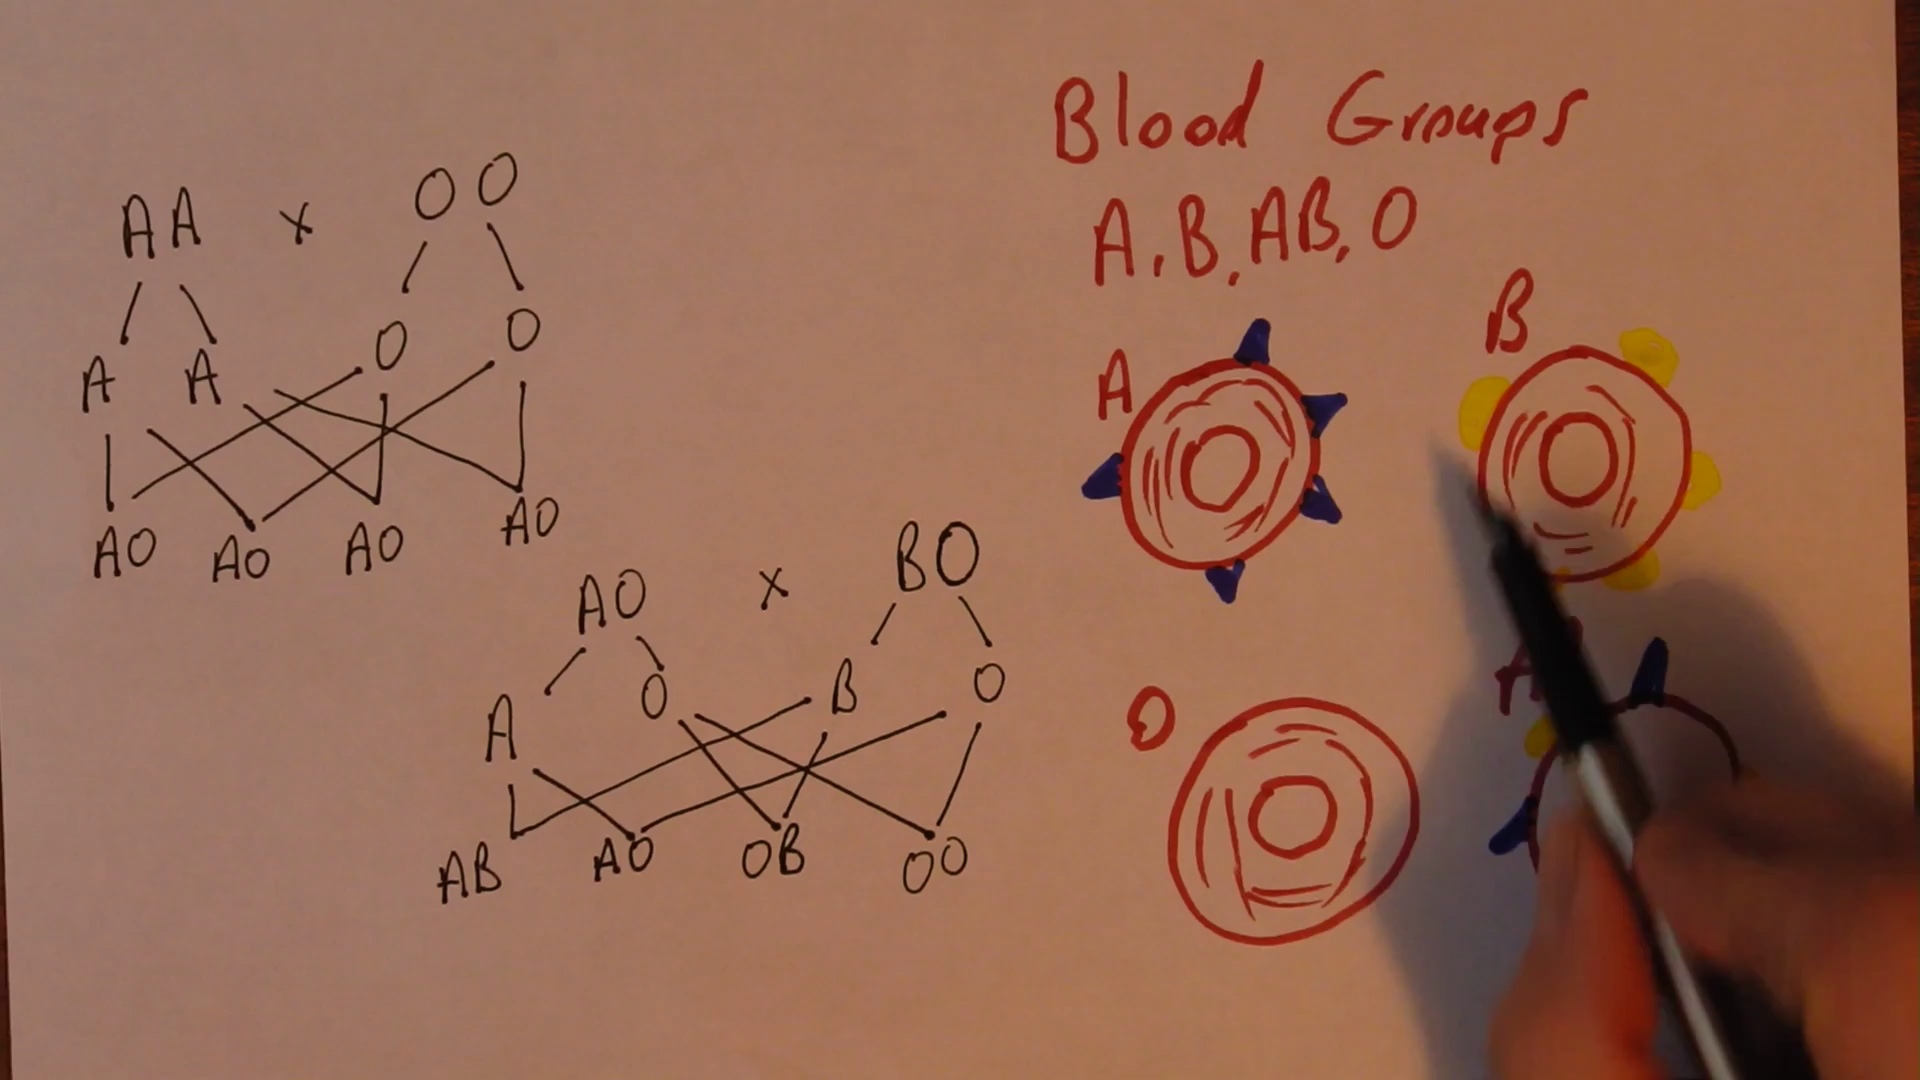 Blood Groups
A, B, AB, O
AA x OO
A A O O
AO AO AO AO
A
B
AO x BO
A O B O
AB AO OB OO
O
A